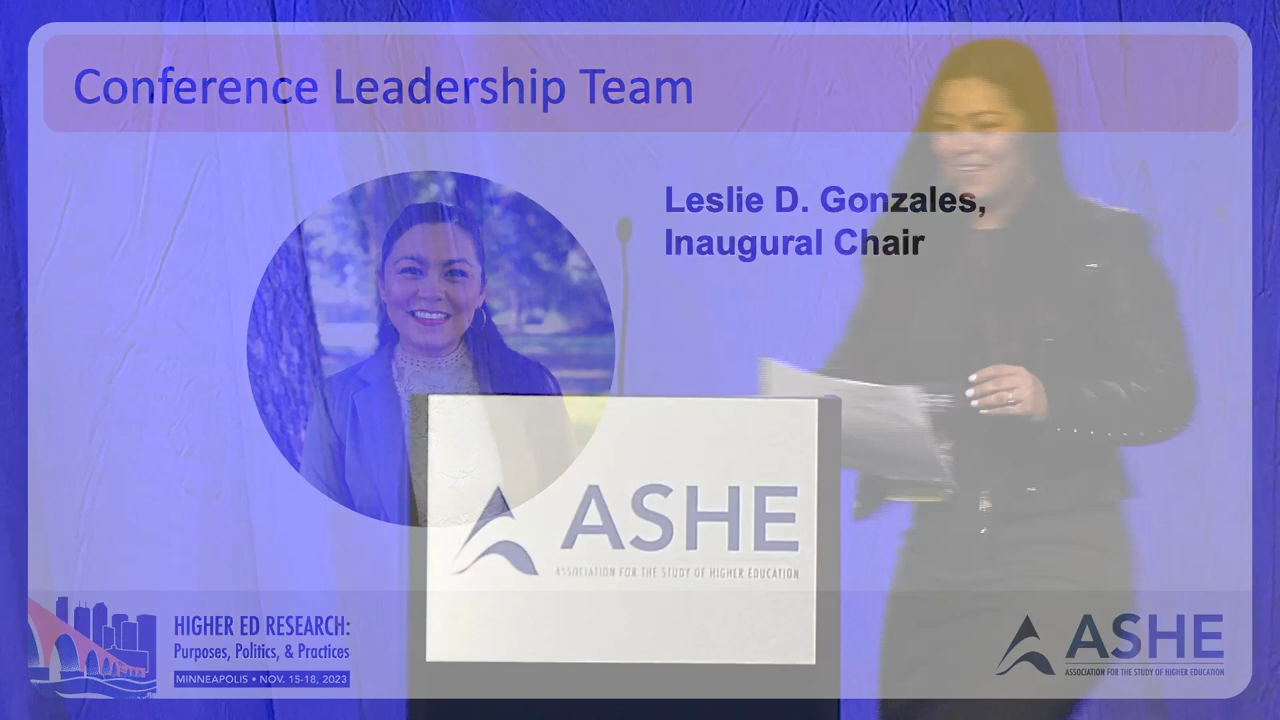 Conference Leadership Team
Leslie D. Gonzales,
Inaugural Chair
ASHE
ASSOCIATION FOR THE STUDY OF HIGHER EDUCATION
HIGHER ED RESEARCH:
Purposes, Politics, & Practices
MINNEAPOLIS • NOV. 15-18, 2023
ASHE
ASSOCIATION FOR THE STUDY OF HIGHER EDUCATION